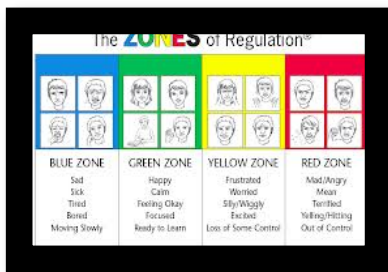 The ZONES of Regulation®
BLUE ZONE
Sad
Sick
Tired
Bored
Moving Slowly
GREEN ZONE
Happy
Calm
Feeling Okay
Focused
Ready to Learn
YELLOW ZONE
Frustrated
Worried
Silly/Wiggly
Excited
Loss of Some Control
RED ZONE
Mad/Angry
Mean
Terrified
Yelling/Hitting
Out of Control